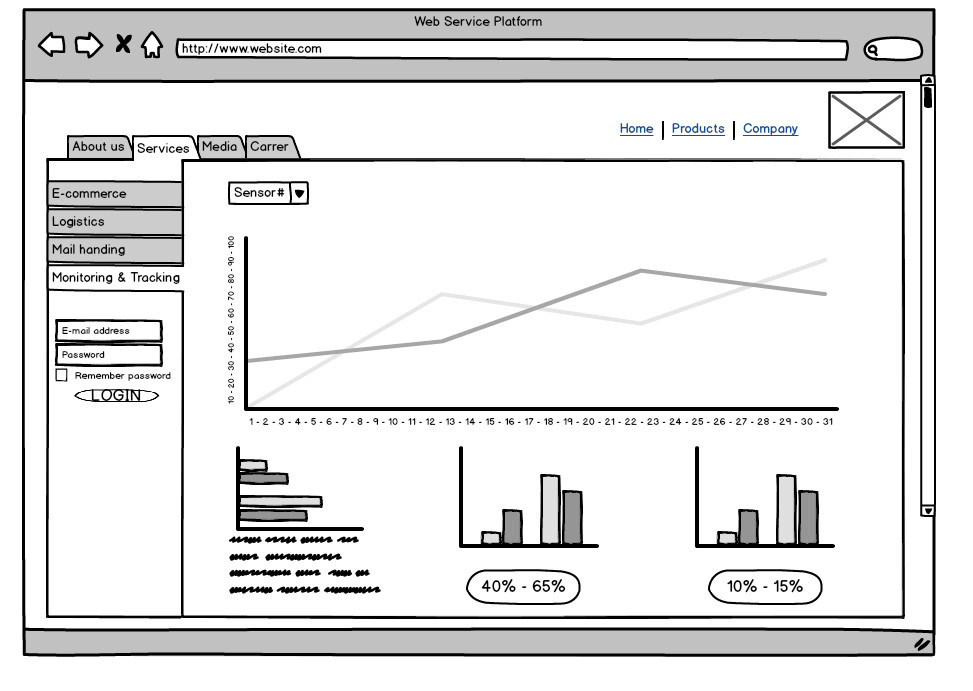 Web Service Platform
http://www.website.com
Home | Products | Company
About us Services Media Carrer
E-commerce
Logistics
Mail handing
Monitoring & Tracking
E-mail address
Password
Remember password
LOGIN
Sensor#
10 - 20 - 30 - 40 - 50 - 60 - 70 - 80 - 90 - 100
1 - 2 - 3 - 4 - 5 - 6 - 7 - 8 - 9 - 10 - 11 - 12 - 13 - 14 - 15 - 16 - 17 - 18 - 19 - 20 - 21 - 22 - 23 - 24 - 25 - 26 - 27 - 28 - 29 - 30 - 31
40% - 65%
10% - 15%